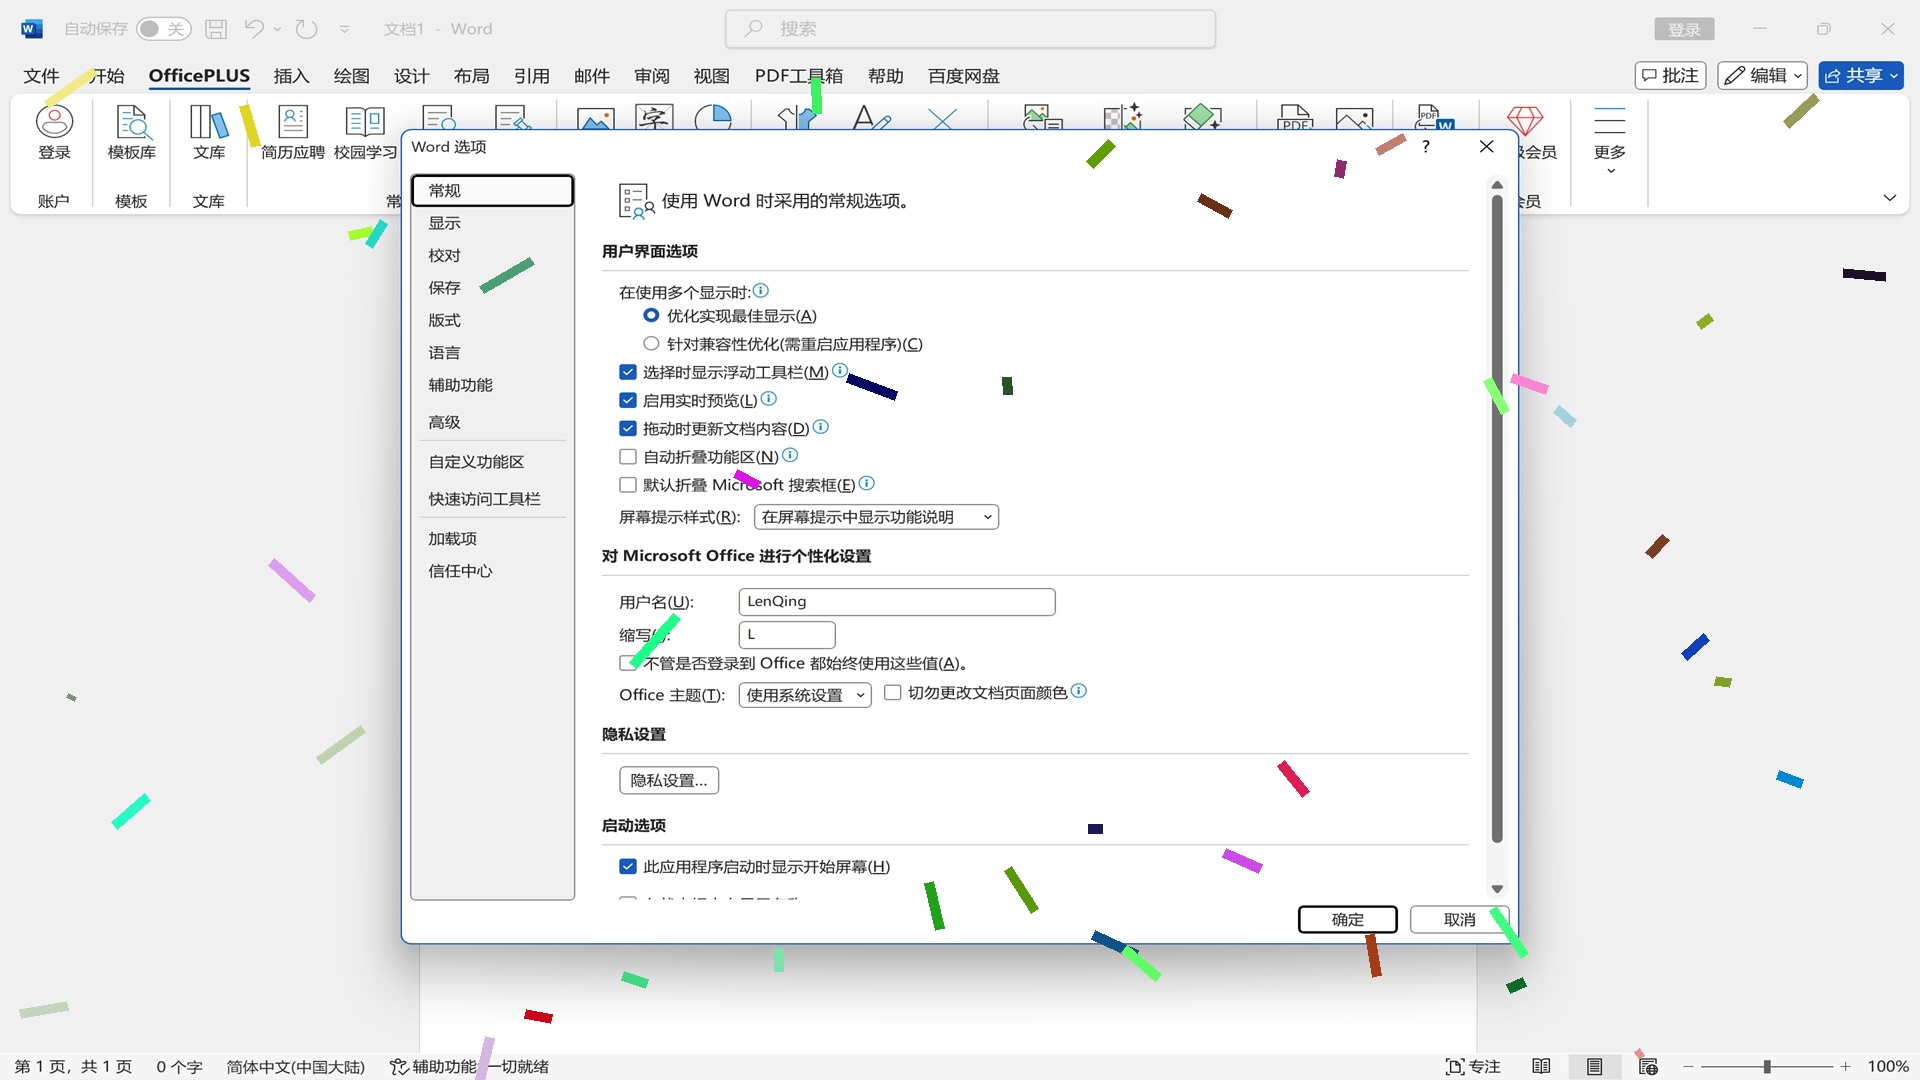 自动保存 关 文档1 - Word 搜索 登录
文件 开始 OfficePLUS 插入 绘图 设计 布局 引用 邮件 审阅 视图 PDF工具箱 帮助 百度网盘 批注 编辑 共享
登录 模板库 文库 简历应聘 校园学习 级会员 更多
账户 模板 文库 常 会员
Word 选项 ?
常规
显示
校对
保存
版式
语言
辅助功能
高级
自定义功能区
快速访问工具栏
加载项
信任中心
使用 Word 时采用的常规选项。
用户界面选项
在使用多个显示时:
优化实现最佳显示(A)
针对兼容性优化(需重启应用程序)(C)
选择时显示浮动工具栏(M)
启用实时预览(L)
拖动时更新文档内容(D)
自动折叠功能区(N)
默认折叠 Microsoft 搜索框(E)
屏幕提示样式(R): 在屏幕提示中显示功能说明
对 Microsoft Office 进行个性化设置
用户名(U): LenQing
缩写(I): L
不管是否登录到 Office 都始终使用这些值(A)。
Office 主题(T): 使用系统设置 切勿更改文档页面颜色
隐私设置
隐私设置...
启动选项
此应用程序启动时显示开始屏幕(H)
确定 取消
第 1 页，共 1 页 0 个字 简体中文(中国大陆) 辅助功能: 一切就绪 专注 100%